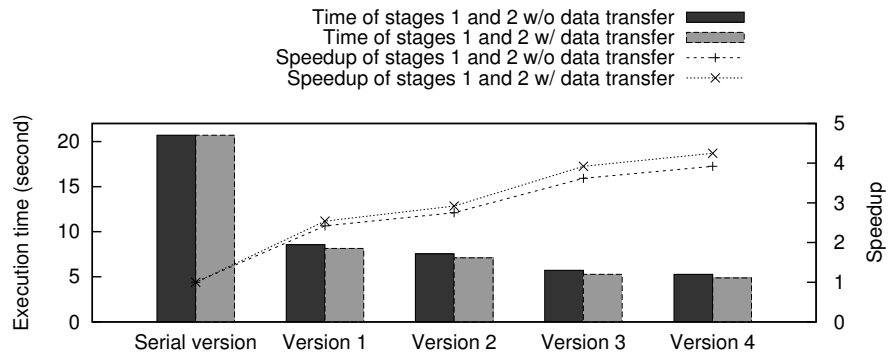 Time of stages 1 and 2 w/o data transfer
Time of stages 1 and 2 w/ data transfer
Speedup of stages 1 and 2 w/o data transfer
Speedup of stages 1 and 2 w/ data transfer
Execution time (second)
20
15
10
5
0
5
4
3
2
1
0
Speedup
Serial version Version 1 Version 2 Version 3 Version 4